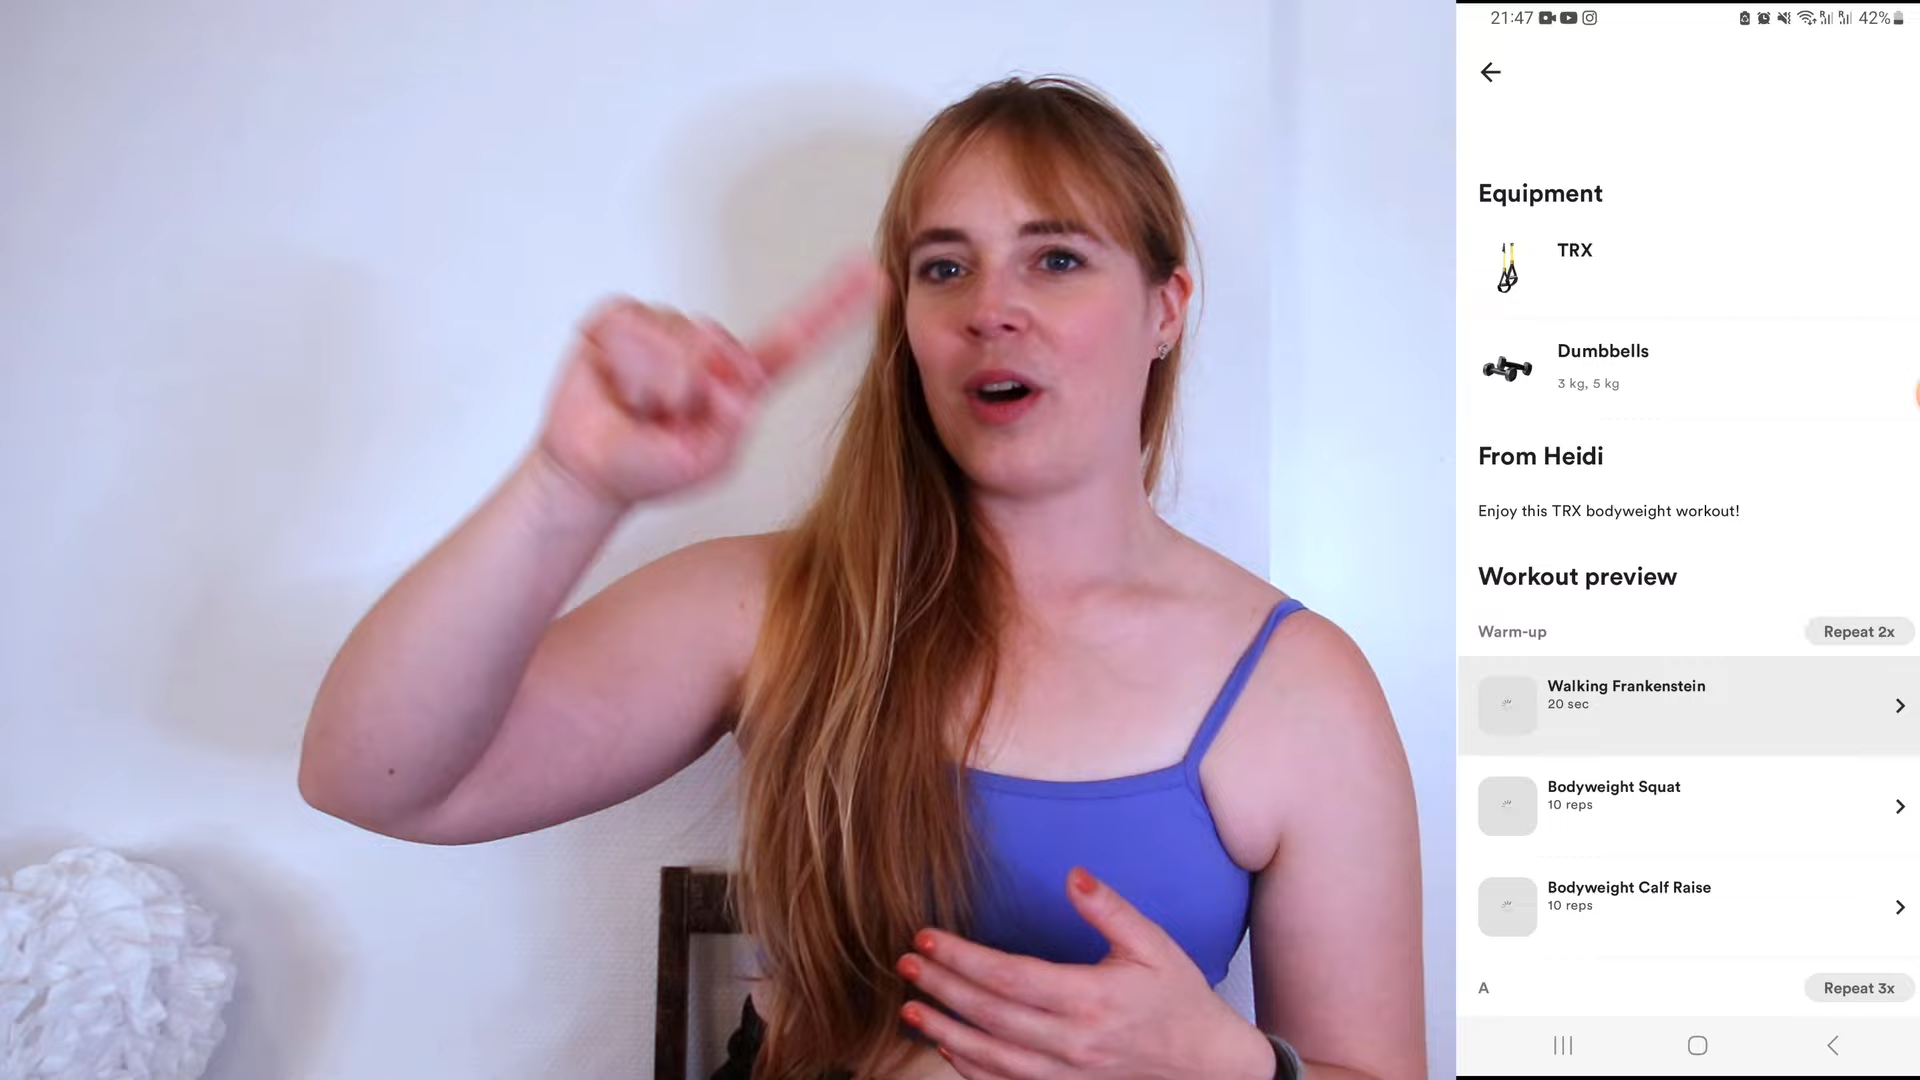 21:47
42%
Equipment
TRX
Dumbbells
3 kg, 5 kg
From Heidi
Enjoy this TRX bodyweight workout!
Workout preview
Warm-up
Repeat 2x
Walking Frankenstein
20 sec
Bodyweight Squat
10 reps
Bodyweight Calf Raise
10 reps
A
Repeat 3x